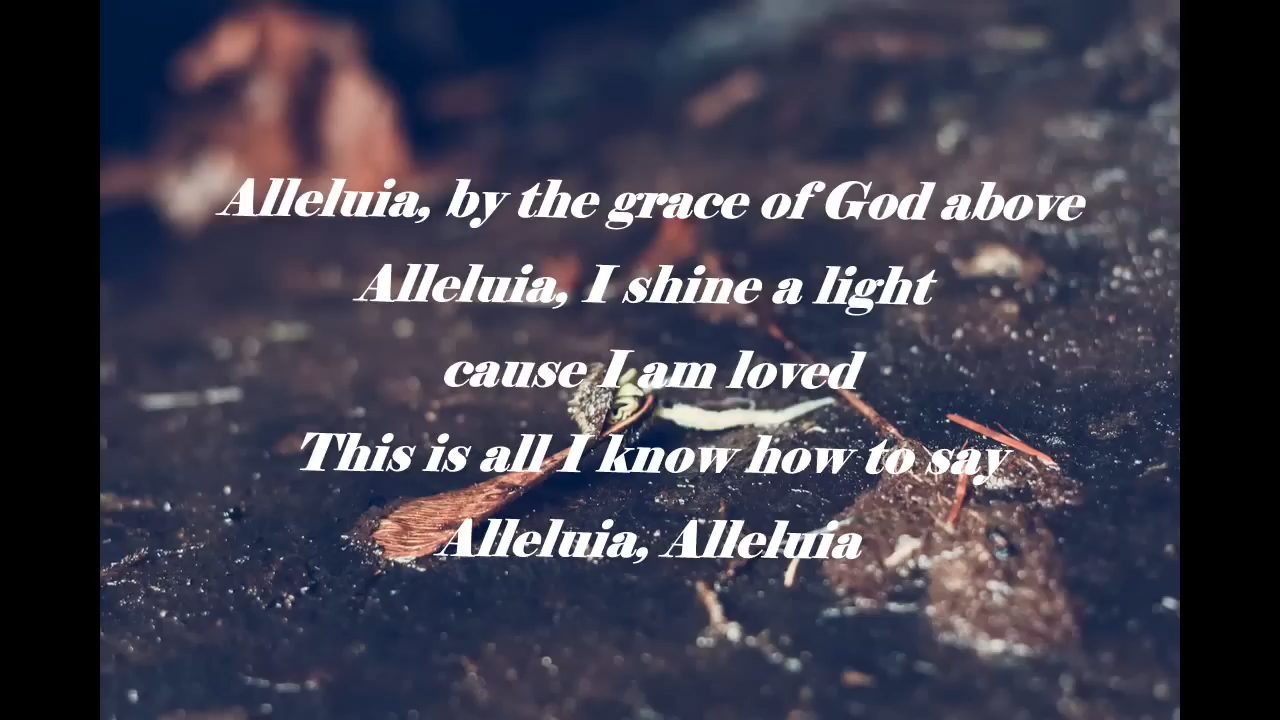 Alleluia, by the grace of God above
Alleluia, I shine a light
cause I am loved
This is all I know how to say
Alleluia, Alleluia